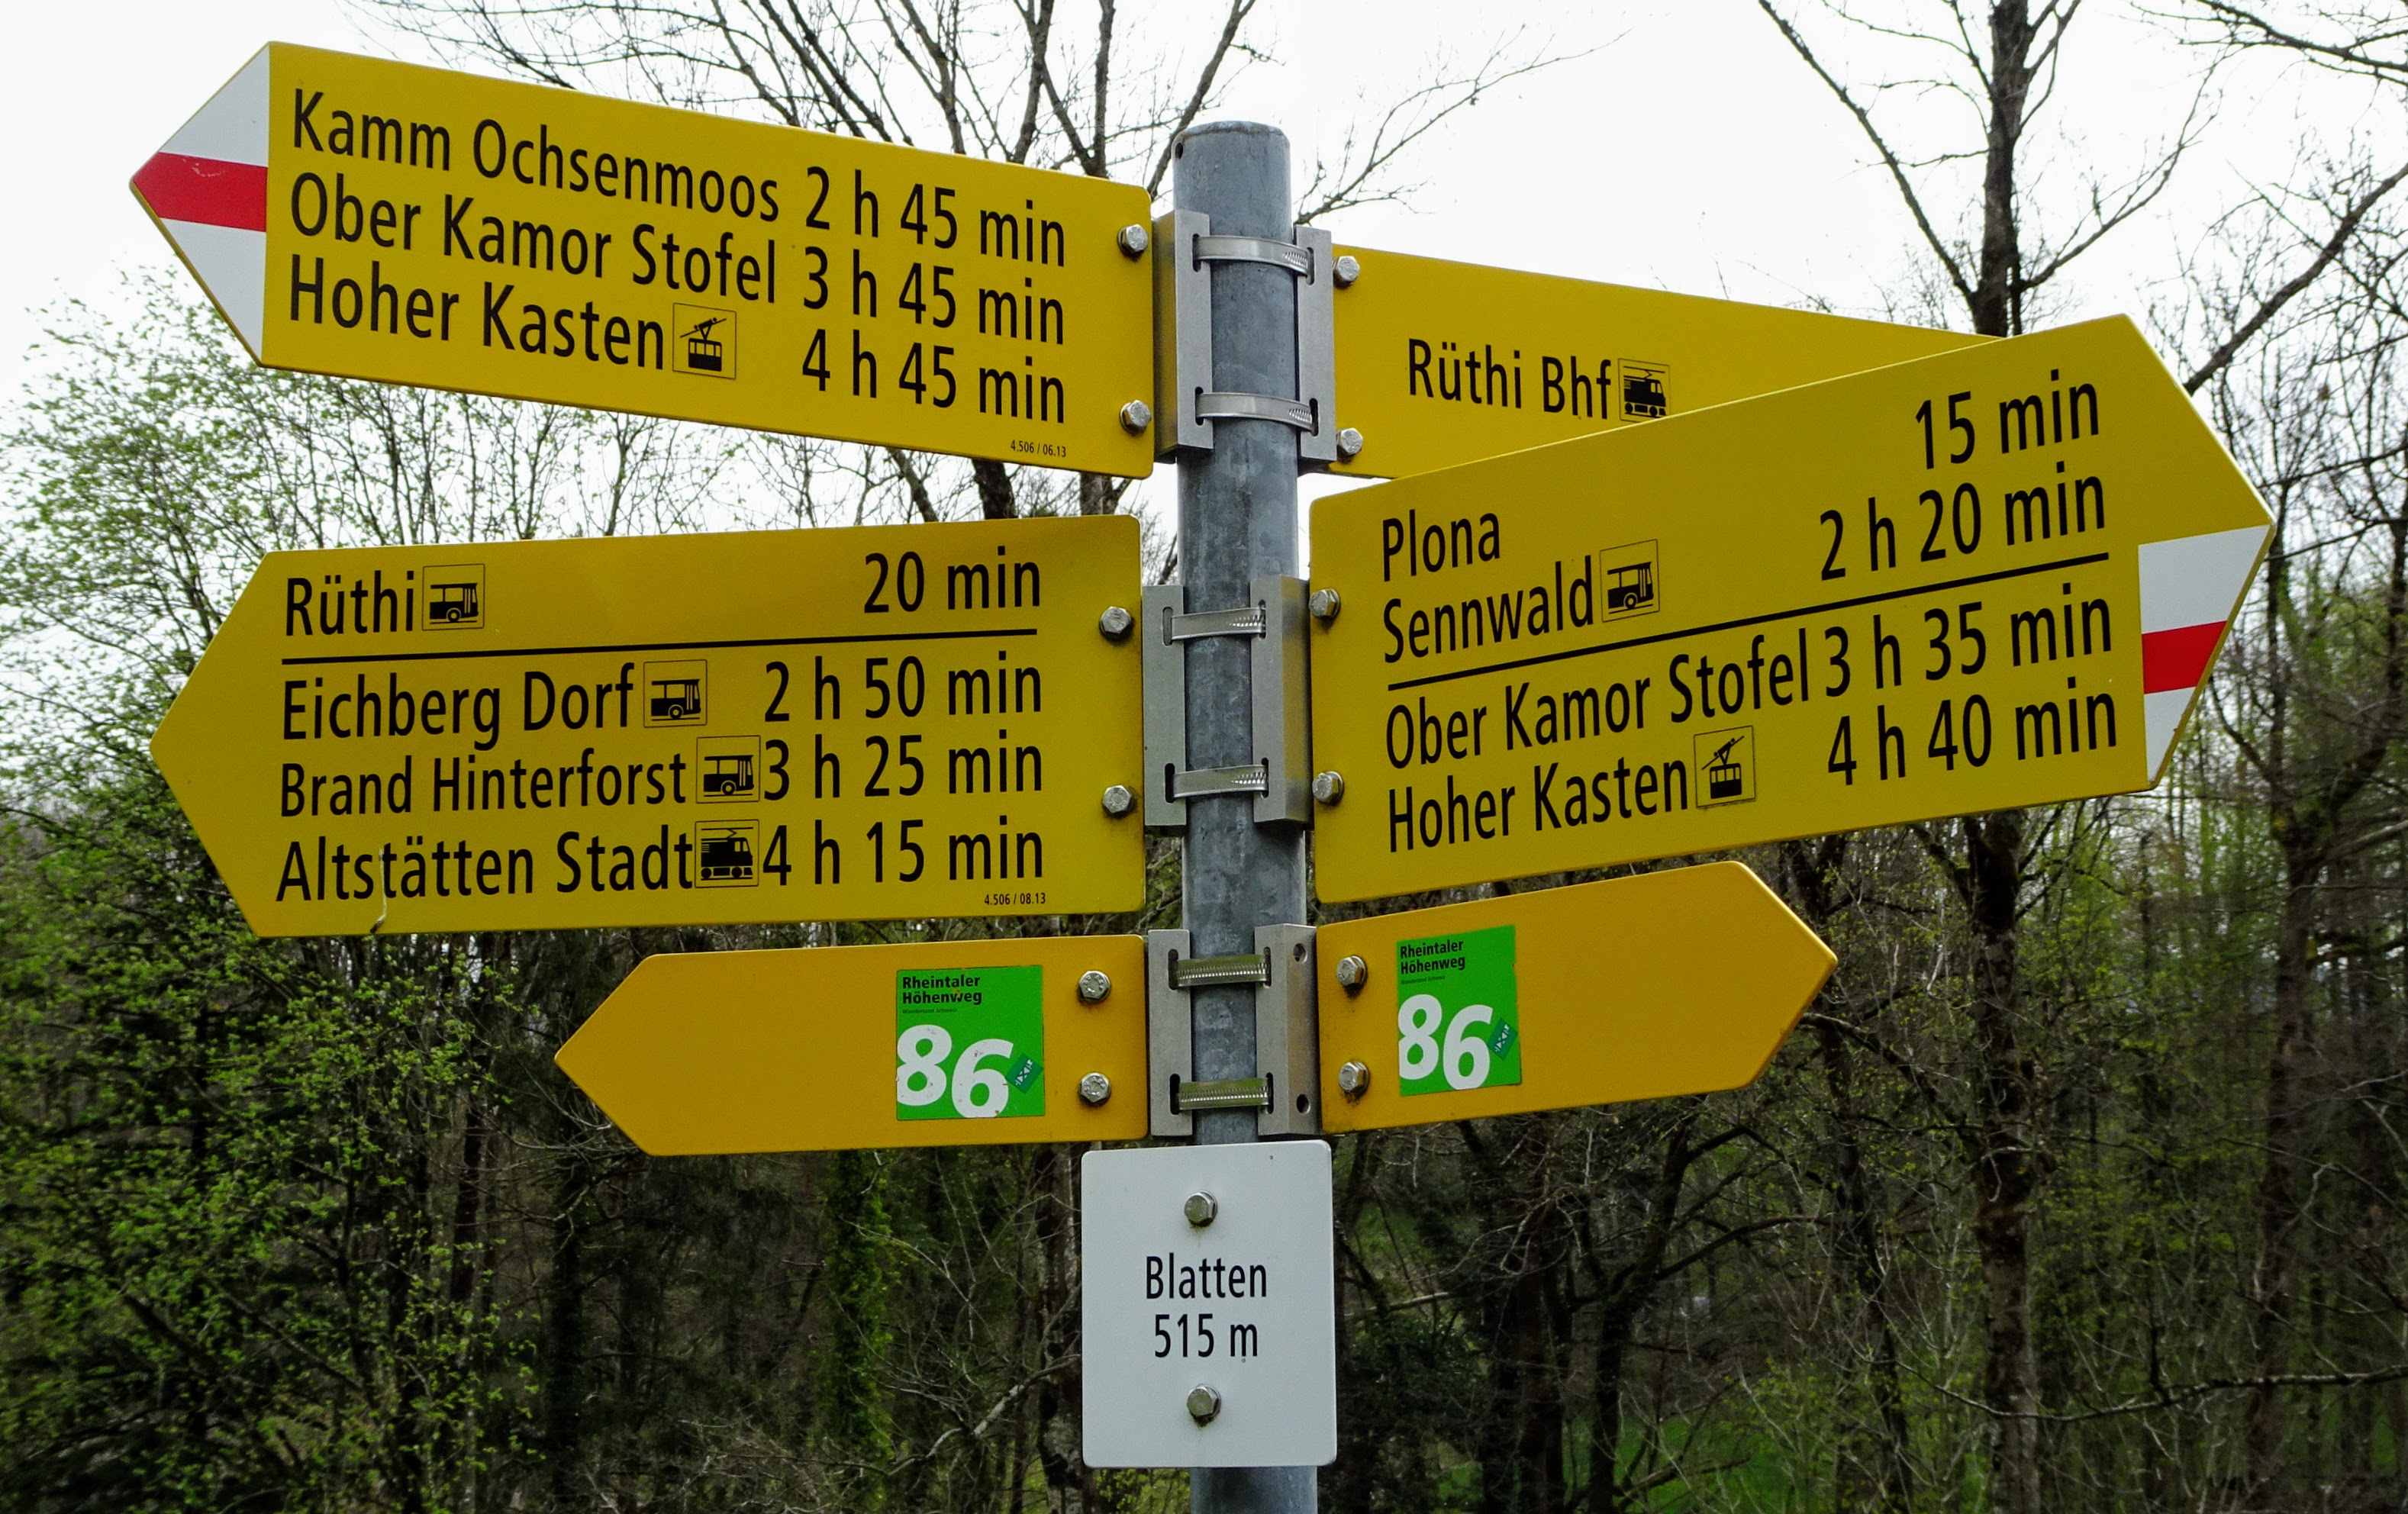 Kamm Ochsenmoos 2 h 45 min
Ober Kamor Stofel 3 h 45 min
Hoher Kasten 4 h 45 min
4.506 / 06.13
Rüthi Bhf
Rüthi 20 min
Eichberg Dorf 2 h 50 min
Brand Hinterforst 3 h 25 min
Altstätten Stadt 4 h 15 min
4.506 / 08.13
Plona 15 min
Sennwald 2 h 20 min
Ober Kamor Stofel 3 h 35 min
Hoher Kasten 4 h 40 min
Rheintaler
Höhenweg
86
Rheintaler
Höhenweg
86
Blatten
515 m